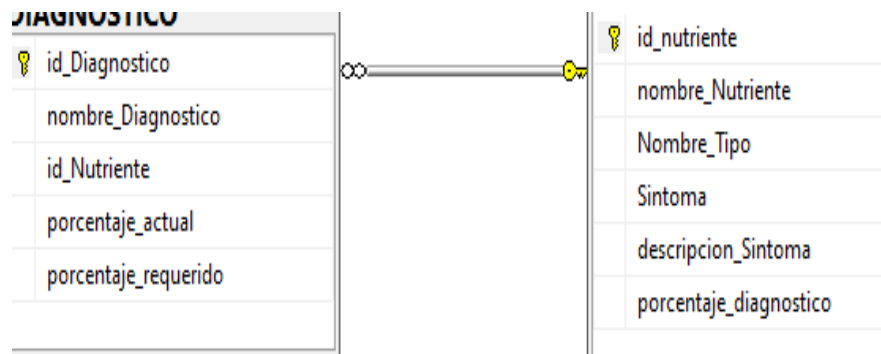 DIAGNOSTICO
id_Diagnostico
nombre_Diagnostico
id_Nutriente
porcentaje_actual
porcentaje_requerido
id_nutriente
nombre_Nutriente
Nombre_Tipo
Sintoma
descripcion_Sintoma
porcentaje_diagnostico